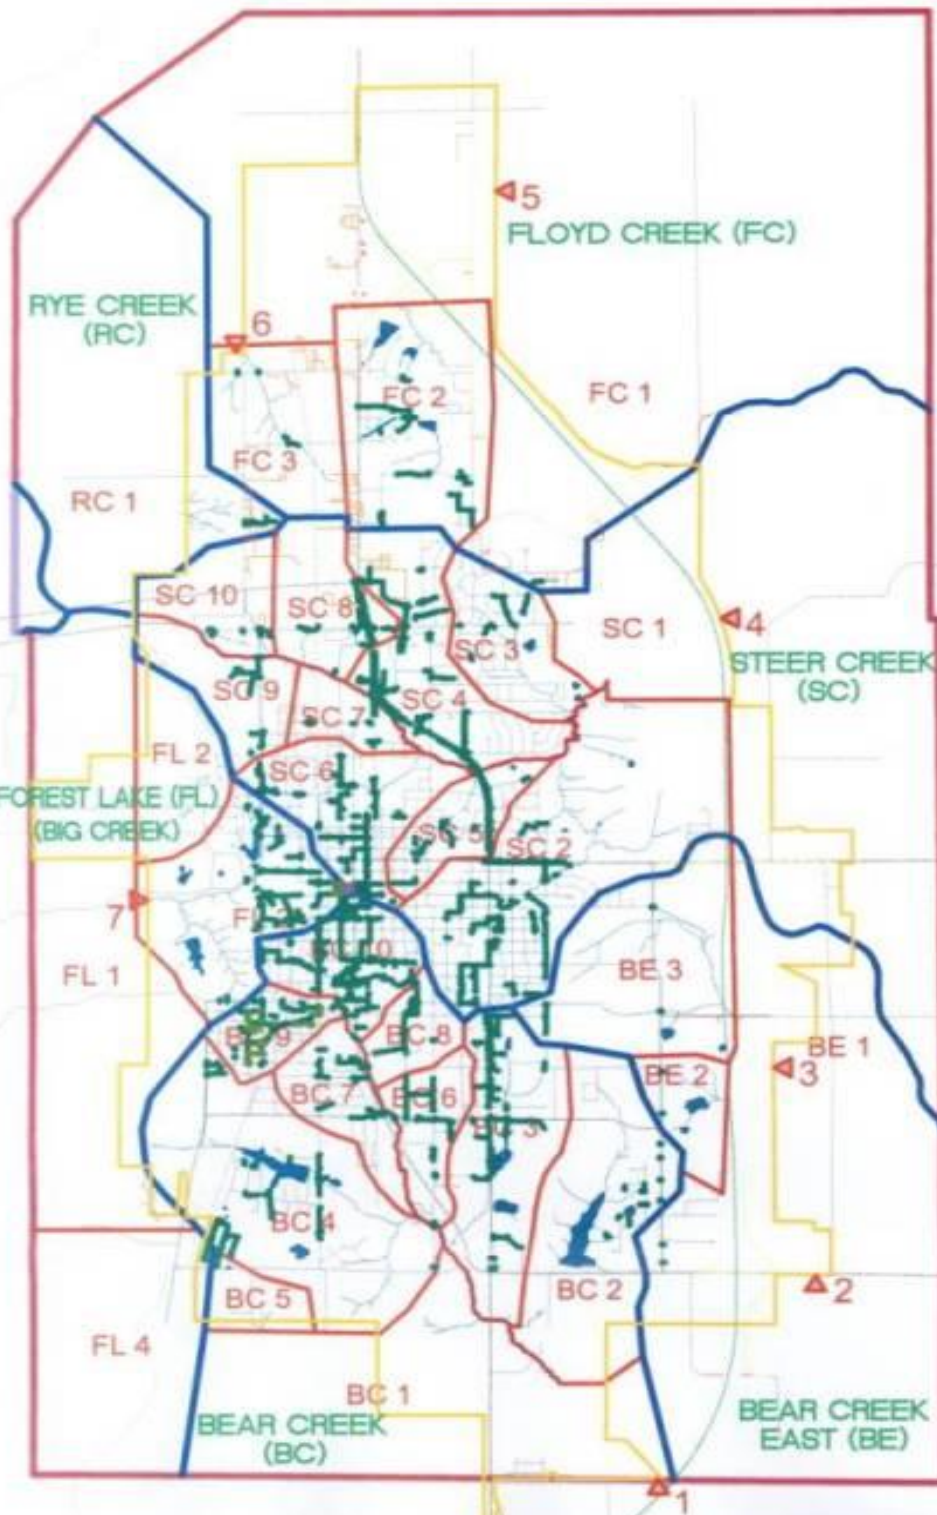 5
FLOYD CREEK (FC)
RYE CREEK
(RC)
6
FC 1
FC 2
FC 3
RC 1
SC 10
SC 8
SC 1
4
SC 3
STEER CREEK
(SC)
SC 9
SC 4
SC 7
FL 2
SC 6
FOREST LAKE (FL)
(BIG CREEK)
SC 5
SC 2
7
FL 1
BE 3
BE 1
BC 8
BE 2
3
BC 7
BC 6
BC 4
BC 2
2
BC 5
FL 4
BC 1
BEAR CREEK
(BC)
BEAR CREEK
EAST (BE)
1